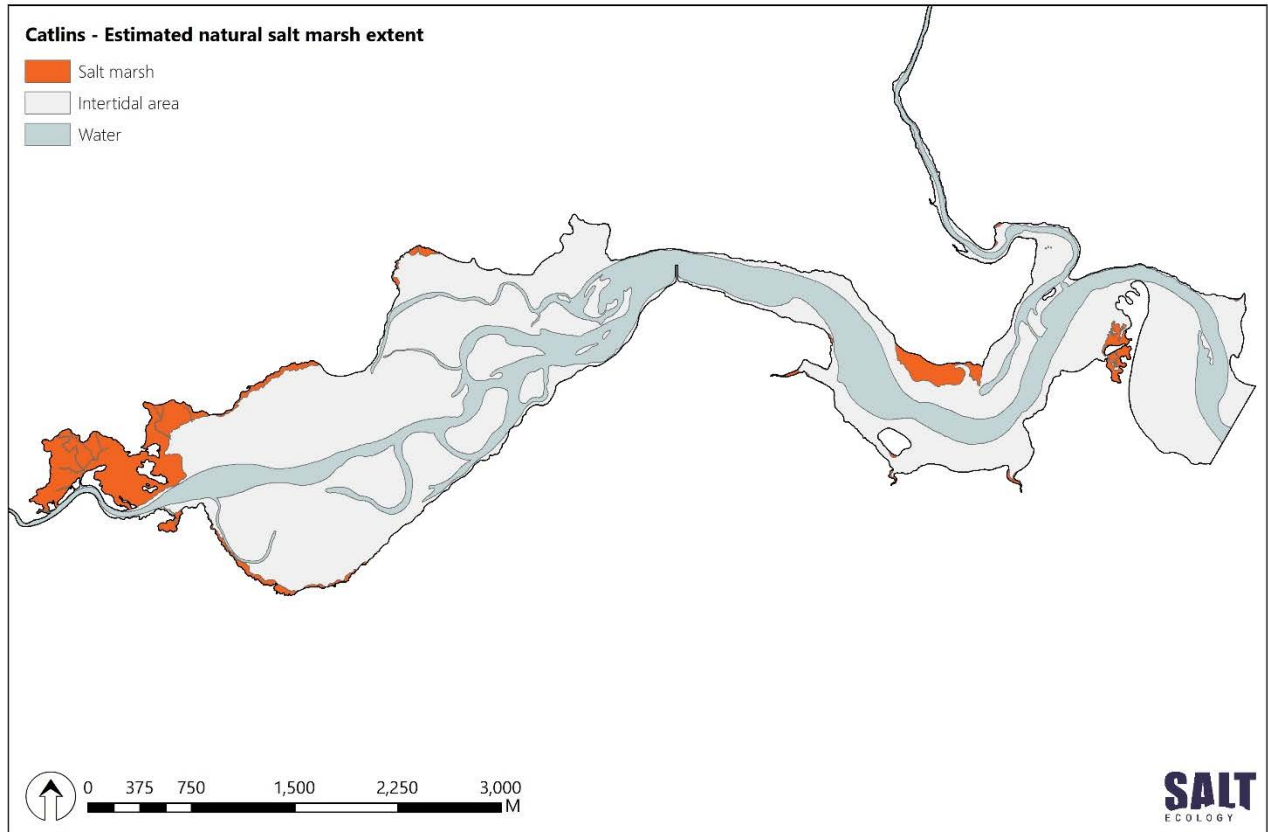 Catlins - Estimated natural salt marsh extent
Salt marsh
Intertidal area
Water
0 375 750 1,500 2,250 3,000
M
SALT
ECOLOGY